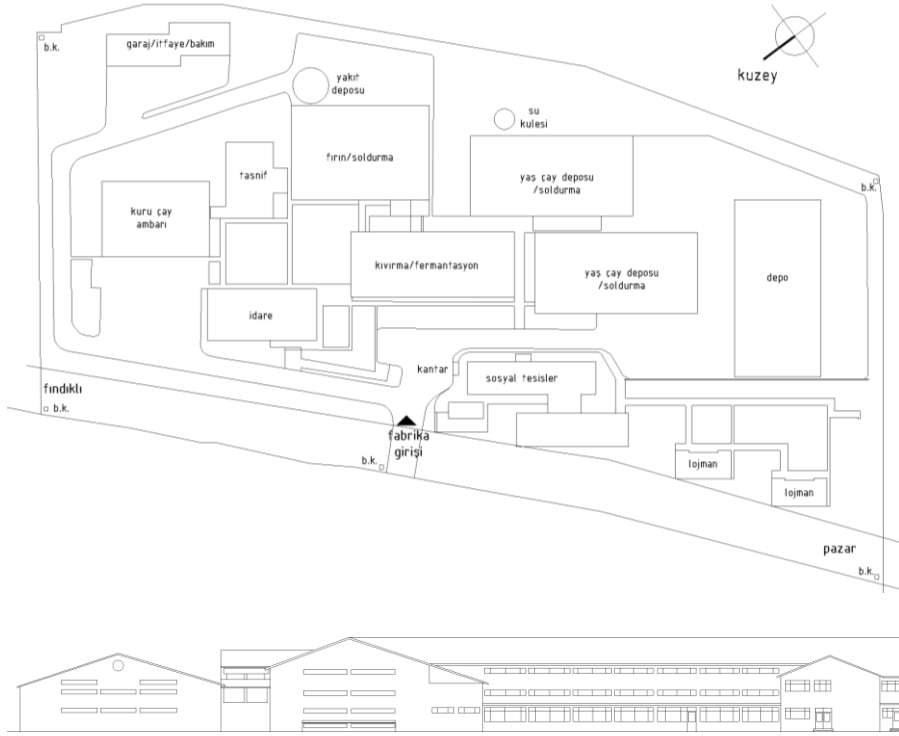 b.k.
garaj/itfaye/bakım
kuzey
yakıt
deposu
su
kulesi
fırın/soldurma
tasnif
yaş çay deposu
/soldurma
b.k.
kuru çay
ambarı
kıvırma/fermantasyon
yaş çay deposu
/soldurma
depo
idare
kantar
sosyal tesisler
fındıklı
b.k.
fabrika
girişi
b.k.
lojman
lojman
pazar
b.k.